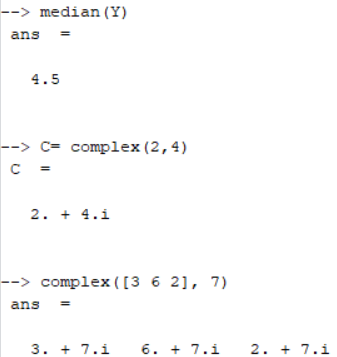 --> median(Y)
ans  =
4.5
--> C= complex(2,4)
C  =
2. + 4.i
--> complex([3 6 2], 7)
ans  =
3. + 7.i   6. + 7.i   2. + 7.i